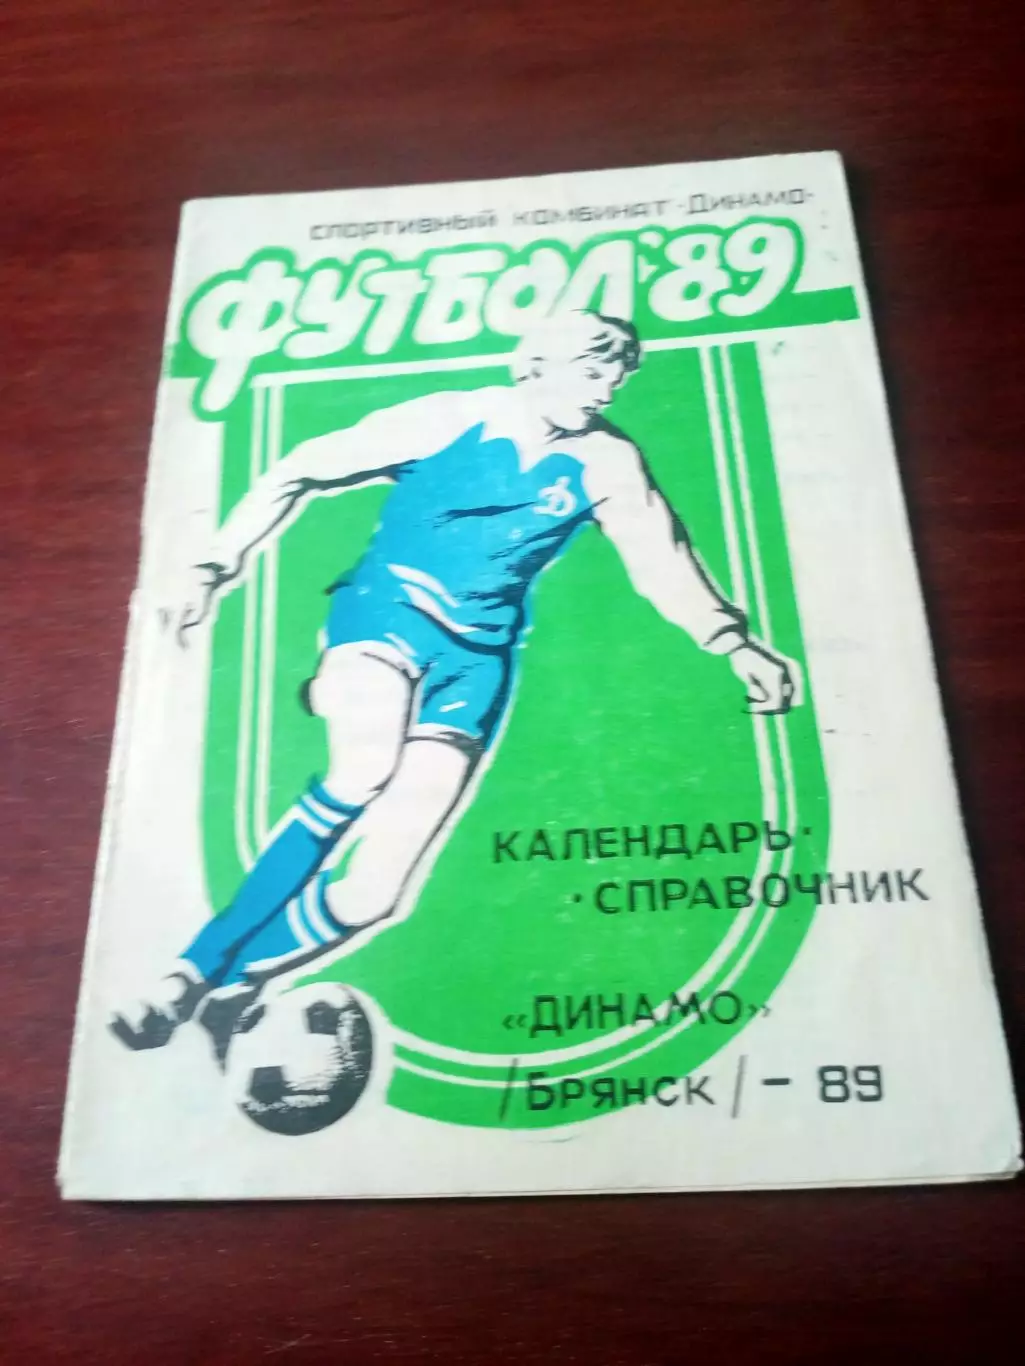 СПОРТИВНЫЙ КОМБИНАТ «ДИНАМО»
ФУТБОЛ'89
Д
КАЛЕНДАРЬ·
·СПРАВОЧНИК
«ДИНАМО»
/БРЯНСК/ - 89